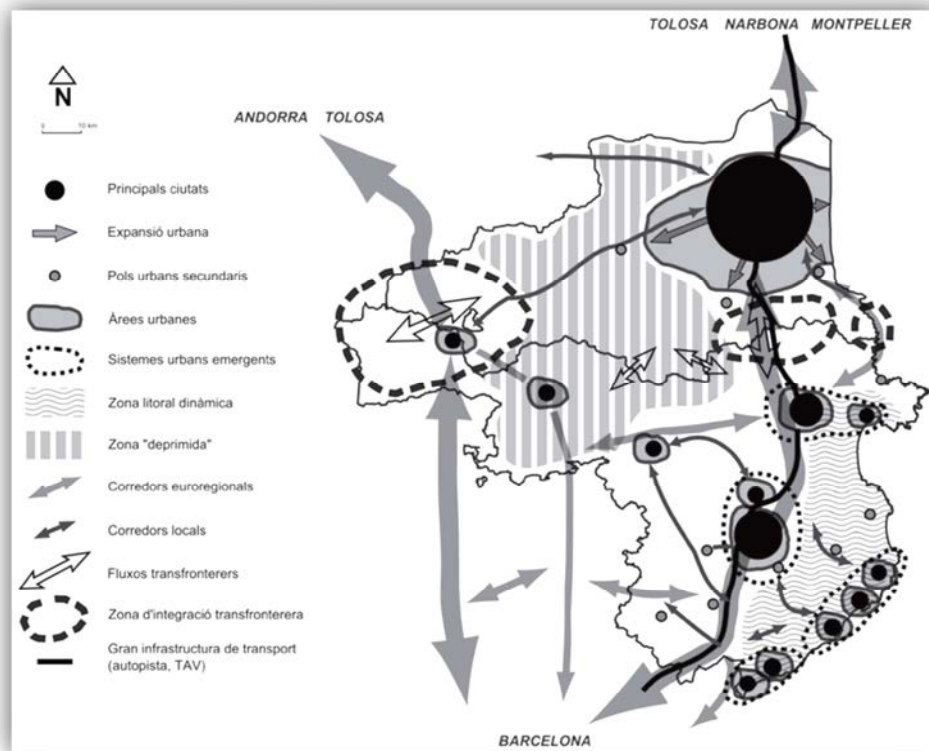 TOLOSA NARBONA MONTPELLER
ANDORRA TOLOSA
N
0 10 km
Principals ciutats
Expansió urbana
Pols urbans secundaris
Àrees urbanes
Sistemes urbans emergents
Zona litoral dinàmica
Zona "deprimida"
Corredors euroregionals
Corredors locals
Fluxos transfronterers
Zona d'integració transfronterera
Gran infrastructura de transport
(autopista, TAV)
BARCELONA